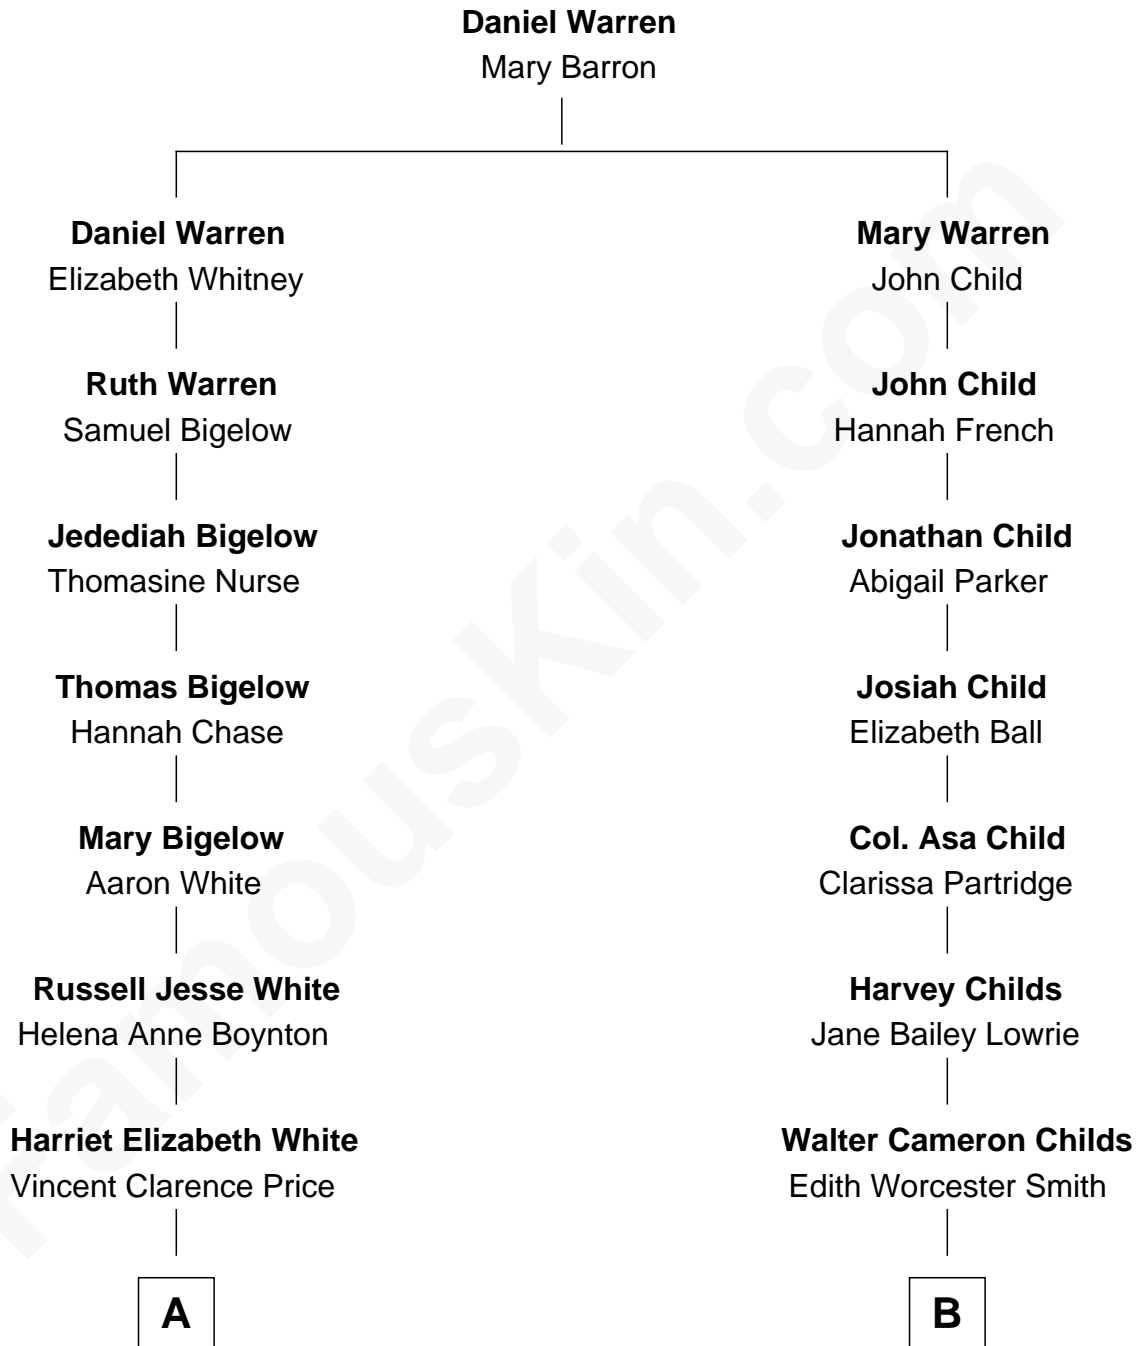 Daniel Warren
Mary Barron
Daniel Warren
Elizabeth Whitney
Mary Warren
John Child
Ruth Warren
Samuel Bigelow
John Child
Hannah French
Jedediah Bigelow
Thomasine Nurse
Jonathan Child
Abigail Parker
Thomas Bigelow
Hannah Chase
Josiah Child
Elizabeth Ball
Mary Bigelow
Aaron White
Col. Asa Child
Clarissa Partridge
Russell Jesse White
Helena Anne Boynton
Harvey Childs
Jane Bailey Lowrie
Harriet Elizabeth White
Vincent Clarence Price
Walter Cameron Childs
Edith Worcester Smith
A
B
FamousKin.com